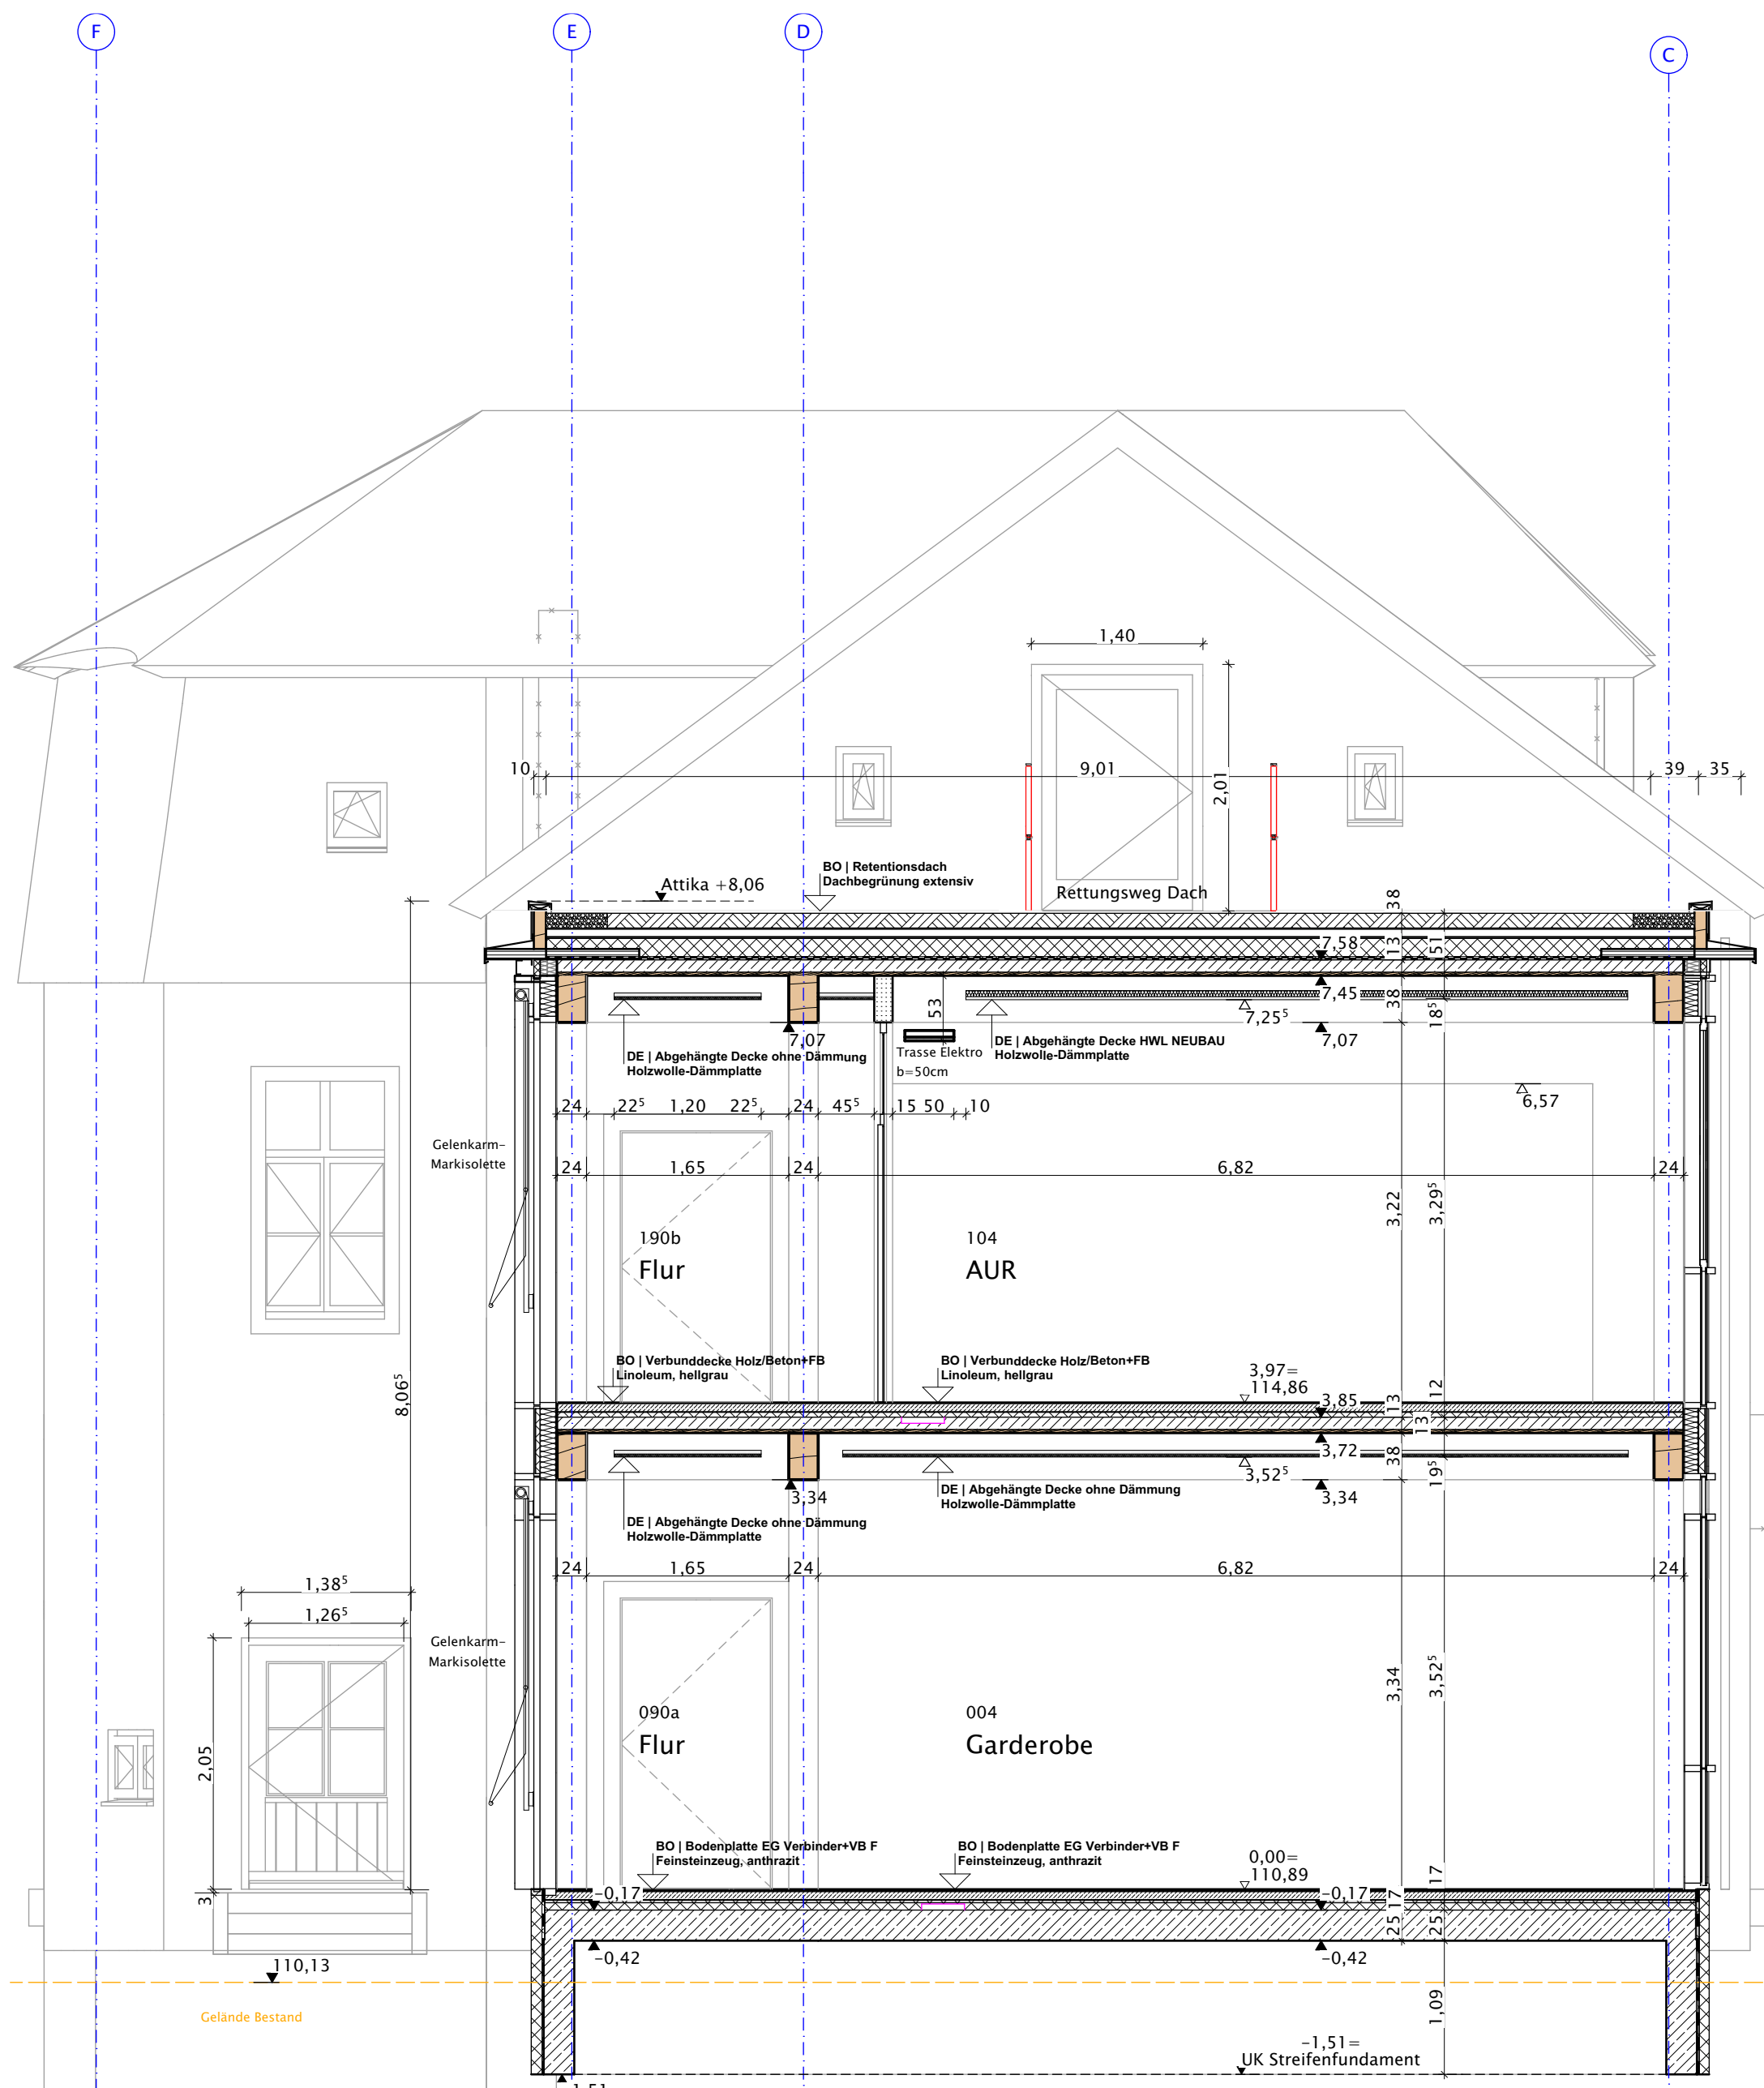 F
E
D
C
1,40
10
9,01
39
35
2,01
BO | Retentionsdach
Dachbegrünung extensiv
Attika +8,06
Rettungsweg Dach
38
7,58
13
51
7,45
38
18⁵
53
7,25⁵
7,07
7,07
DE | Abgehängte Decke ohne Dämmung
Holzwolle-Dämmplatte
Trasse Elektro
b=50cm
DE | Abgehängte Decke HWL NEUBAU
Holzwolle-Dämmplatte
6,57
24
22⁵
1,20
22⁵
24
45⁵
15
50
10
Gelenkarm-
Markisolette
24
1,65
24
6,82
24
3,22
3,29⁵
190b
Flur
104
AUR
BO | Verbunddecke Holz/Beton+FB
Linoleum, hellgrau
BO | Verbunddecke Holz/Beton+FB
Linoleum, hellgrau
3,97=
114,86
3,85
13
12
13
8,06⁵
3,72
38
19⁵
3,52⁵
3,34
3,34
DE | Abgehängte Decke ohne Dämmung
Holzwolle-Dämmplatte
DE | Abgehängte Decke ohne Dämmung
Holzwolle-Dämmplatte
24
1,65
24
6,82
24
1,38⁵
1,26⁵
Gelenkarm-
Markisolette
2,05
3
3,34
3,52⁵
090a
Flur
004
Garderobe
BO | Bodenplatte EG Verbinder+VB F
Feinsteinzeug, anthrazit
BO | Bodenplatte EG Verbinder+VB F
Feinsteinzeug, anthrazit
0,00=
110,89
17
-0,17
-0,17
17
25
25
-0,42
-0,42
110,13
Gelände Bestand
1,09
-1,51=
UK Streifenfundament